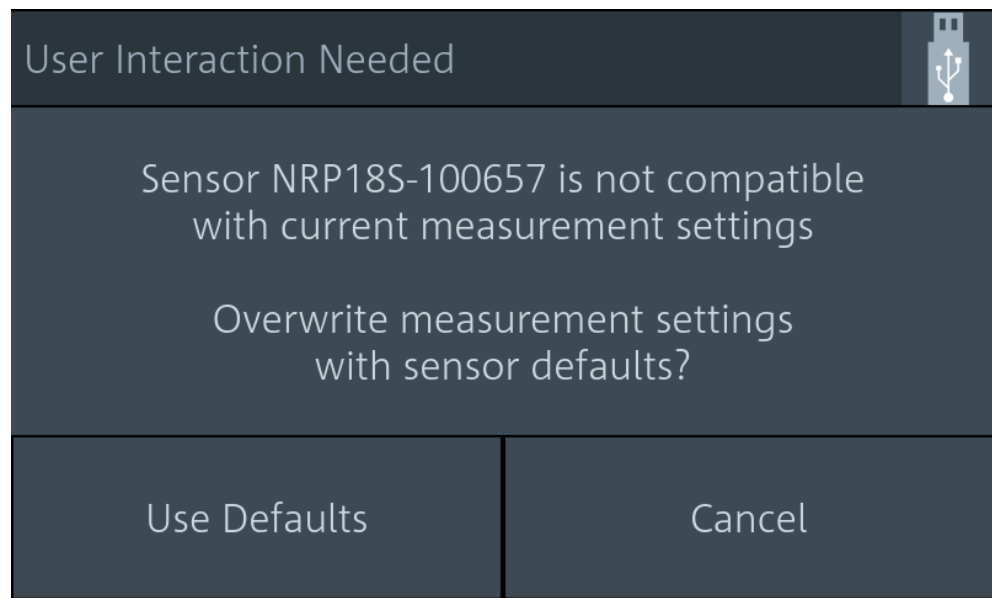 User Interaction Needed
Sensor NRP18S-100657 is not compatible
with current measurement settings
Overwrite measurement settings
with sensor defaults?
Use Defaults
Cancel